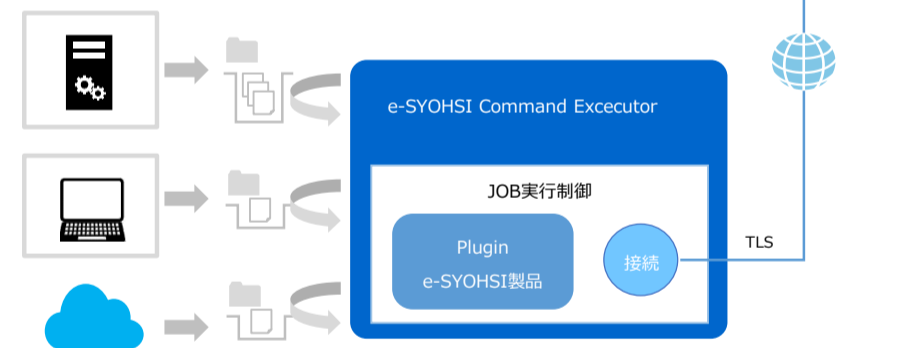 e-SYOHSI Command Excecutor
JOB実行制御
Plugin
e-SYOHSI製品
接続
TLS